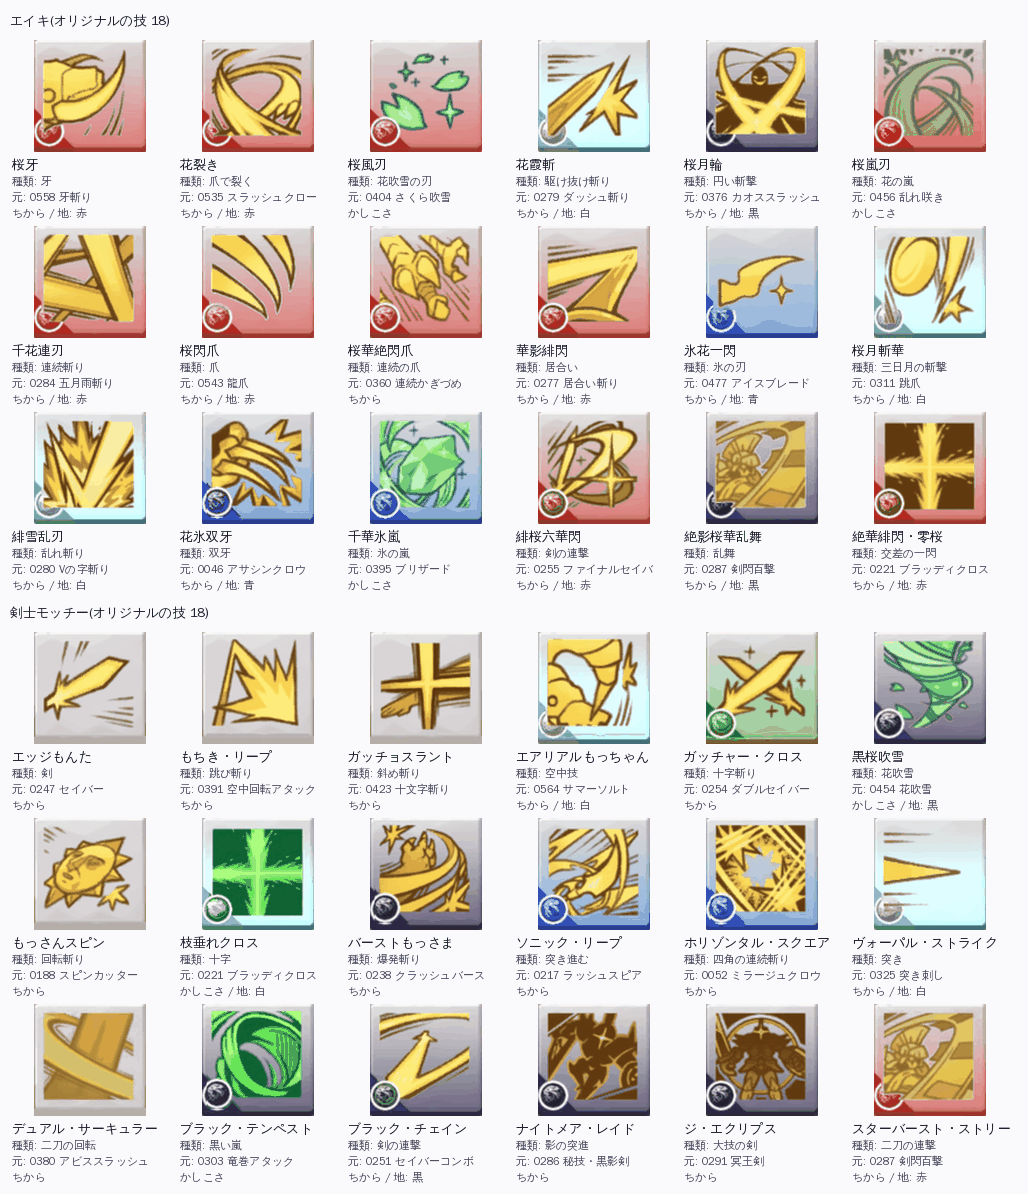 エイキ(オリジナルの技 18)
桜牙 花裂き 桜風刃 花霞斬 桜月輪 桜嵐刃
種類: 牙 種類: 爪で裂く 種類: 花吹雪の刃 種類: 駆け抜け斬り 種類: 円い斬撃 種類: 花の嵐
元: 0558 牙斬り 元: 0535 スラッシュクロー 元: 0404 さくら吹雪 元: 0279 ダッシュ斬り 元: 0376 カオススラッシュ 元: 0456 乱れ咲き
ちから / 地: 赤 ちから / 地: 赤 かしこさ ちから / 地: 白 ちから / 地: 黒 かしこさ
千花連刃 桜閃爪 桜華絶閃爪 華影緋閃 氷花一閃 桜月斬華
種類: 連続斬り 種類: 爪 種類: 連続の爪 種類: 居合い 種類: 氷の刃 種類: 三日月の斬撃
元: 0284 五月雨斬り 元: 0543 龍爪 元: 0360 連続かぎづめ 元: 0277 居合い斬り 元: 0477 アイスブレード 元: 0311 跳爪
ちから / 地: 赤 ちから / 地: 赤 ちから ちから / 地: 赤 ちから / 地: 青 ちから / 地: 白
緋雪乱刃 花氷双牙 千華氷嵐 緋桜六華閃 絶影桜華乱舞 絶華緋閃・零桜
種類: 乱れ斬り 種類: 双牙 種類: 氷の嵐 種類: 剣の連撃 種類: 乱舞 種類: 交差の一閃
元: 0280 Vの字斬り 元: 0046 アサシンクロウ 元: 0395 ブリザード 元: 0255 ファイナルセイバ 元: 0287 剣閃百撃 元: 0221 ブラッディクロス
ちから / 地: 白 ちから / 地: 青 かしこさ ちから / 地: 赤 ちから / 地: 黒 ちから / 地: 赤
剣士モッチー(オリジナルの技 18)
エッジもんた もちき・リープ ガッチョスラント エアリアルもっちゃん ガッチャー・クロス 黒桜吹雪
種類: 剣 種類: 跳び斬り 種類: 斜め斬り 種類: 空中技 種類: 十字斬り 種類: 花吹雪
元: 0247 セイバー 元: 0391 空中回転アタック 元: 0423 十文字斬り 元: 0564 サマーソルト 元: 0254 ダブルセイバー 元: 0454 花吹雪
ちから ちから ちから ちから / 地: 白 ちから かしこさ / 地: 黒
もっさんスピン 枝垂れクロス バーストもっさま ソニック・リープ ホリゾンタル・スクエア ヴォーパル・ストライク
種類: 回転斬り 種類: 十字 種類: 爆発斬り 種類: 突き進む 種類: 四角の連続斬り 種類: 突き
元: 0188 スピンカッター 元: 0221 ブラッディクロス 元: 0238 クラッシュバース 元: 0217 ラッシュスピア 元: 0052 ミラージュクロウ 元: 0325 突き刺し
ちから かしこさ / 地: 白 ちから ちから ちから ちから / 地: 白
デュアル・サーキュラー ブラック・テンペスト ブラック・チェイン ナイトメア・レイド ジ・エクリプス スターバースト・ストリー
種類: 二刀の回転 種類: 黒い嵐 種類: 剣の連撃 種類: 影の突進 種類: 大技の剣 種類: 二刀の連撃
元: 0380 アビススラッシュ 元: 0303 竜巻アタック 元: 0251 セイバーコンボ 元: 0286 秘技・黒影剣 元: 0291 冥王剣 元: 0287 剣閃百撃
ちから かしこさ ちから / 地: 黒 ちから ちから ちから / 地: 赤